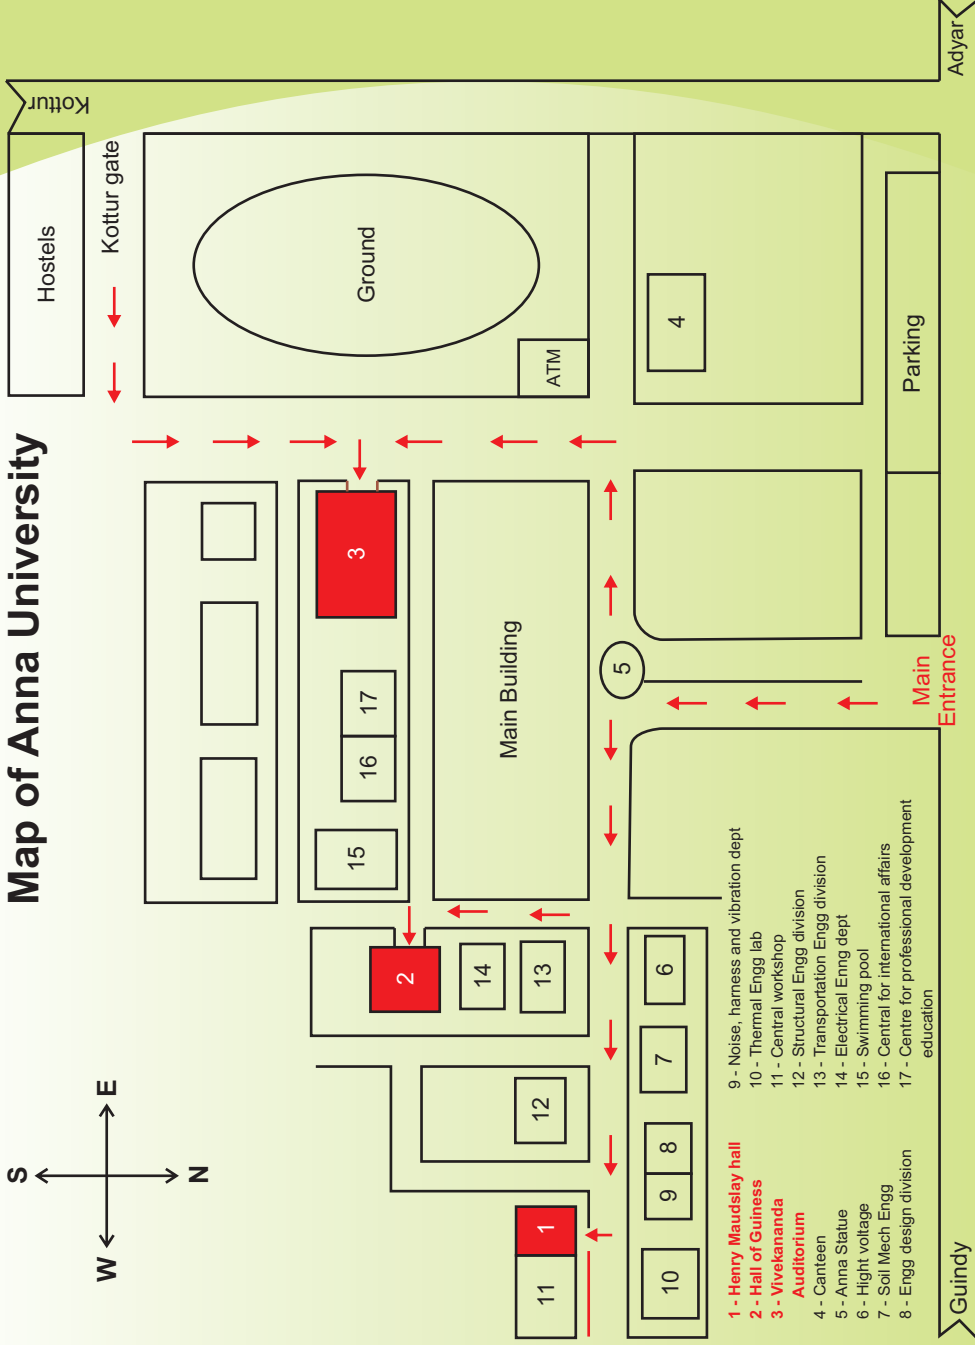 Map of Anna University
Hostels
Kottur
Kottur gate
S
W
E
N
Ground
ATM
3
17
16
15
Main Building
2
14
13
12
1
11
5
4
6
7
8
9
10
Parking
Main
Entrance
Adyar
Guindy
1 - Henry Maudslay hall
2 - Hall of Guiness
3 - Vivekananda
Auditorium
4 - Canteen
5 - Anna Statue
6 - Hight voltage
7 - Soil Mech Engg
8 - Engg design division
9 - Noise, harness and vibration dept
10 - Thermal Engg lab
11 - Central workshop
12 - Structural Engg division
13 - Transportation Engg division
14 - Electrical Enng dept
15 - Swimming pool
16 - Central for international affairs
17 - Centre for professional development
education